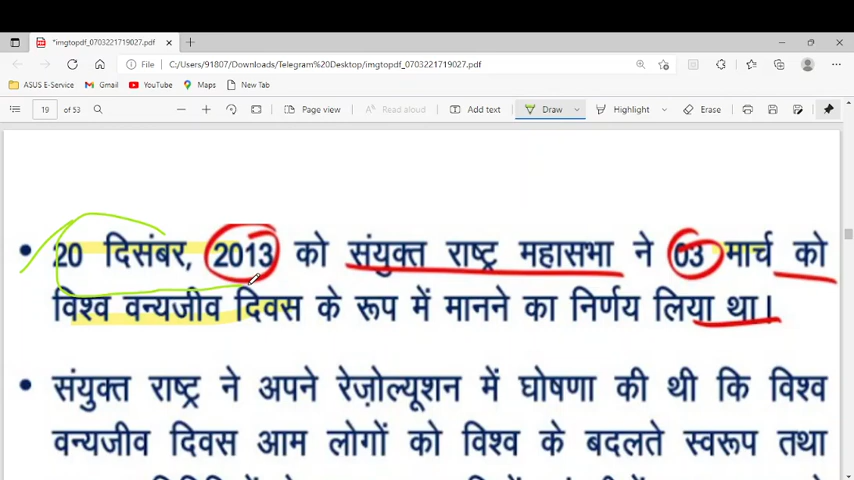 *imgtopdf_0703221719027.pdf
File C:/Users/91807/Downloads/Telegram%20Desktop/imgtopdf_0703221719027.pdf
ASUS E-Service Gmail YouTube Maps New Tab
19 of 53 Page view Read aloud Add text Draw Highlight Erase
• 20 दिसंबर, 2013 को संयुक्त राष्ट्र महासभा ने 03 मार्च को
विश्व वन्यजीव दिवस के रूप में मानने का निर्णय लिया था।
• संयुक्त राष्ट्र ने अपने रेज़ोल्यूशन में घोषणा की थी कि विश्व
वन्यजीव दिवस आम लोगों को विश्व के बदलते स्वरूप तथा